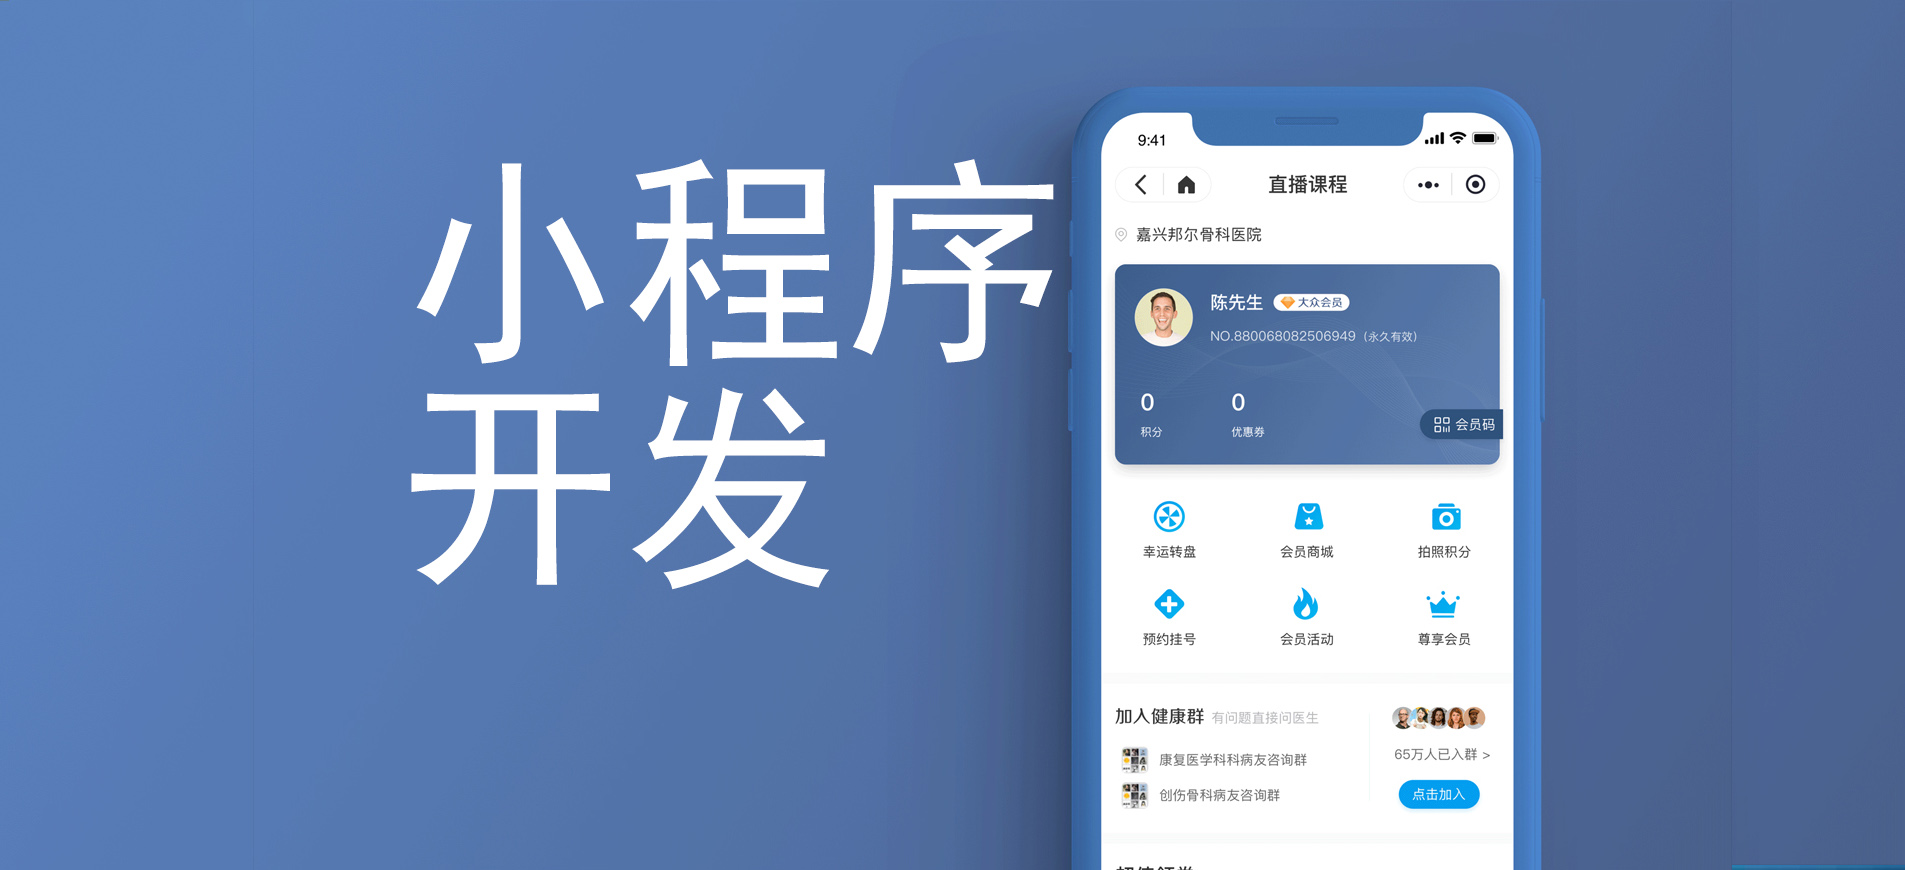 小程序
开发
9:41
直播课程
嘉兴邦尔骨科医院
陈先生 大众会员
NO.880068082506949（永久有效）
0 0
积分 优惠券
会员码
幸运转盘 会员商城 拍照积分
预约挂号 会员活动 尊享会员
加入健康群 有问题直接问医生
康复医学科科病友咨询群
创伤骨科病友咨询群
65万人已入群 >
点击加入